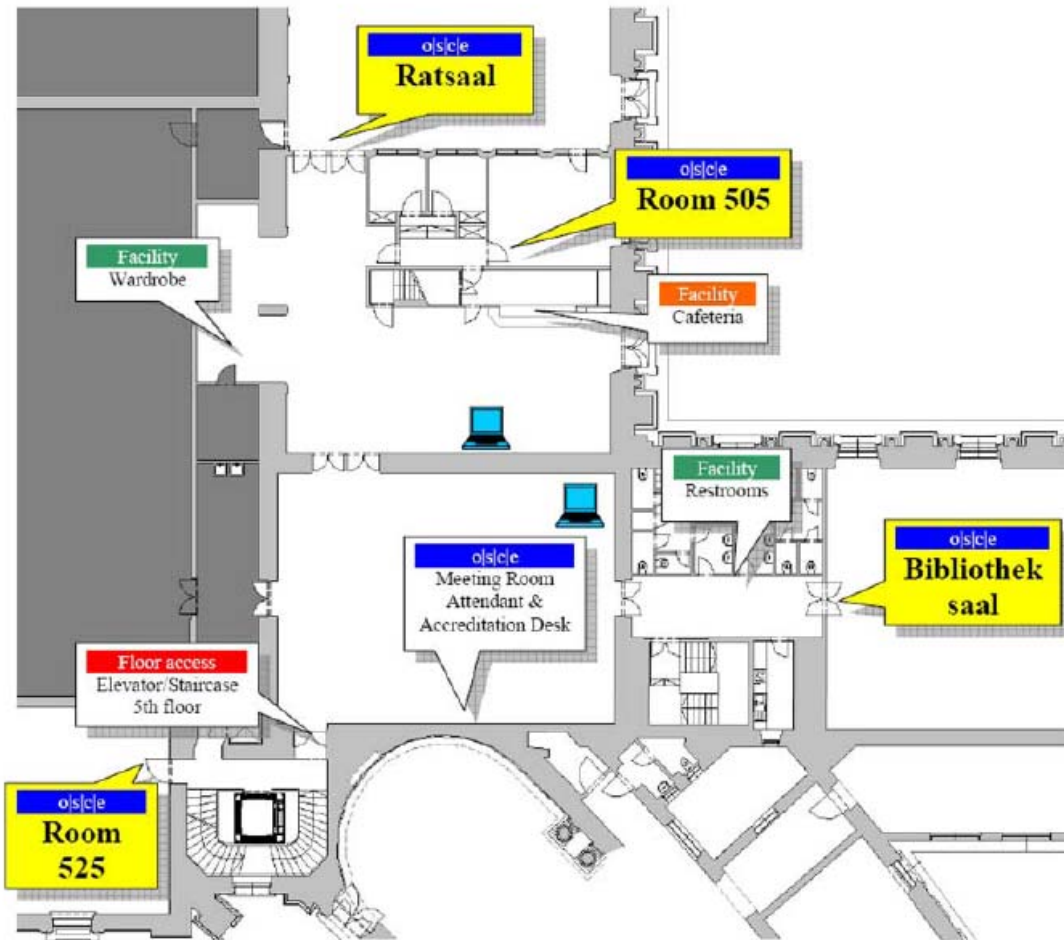 o|s|c|e
Ratsaal
o|s|c|e
Room 505
Facility
Wardrobe
Facility
Cafeteria
Facility
Restrooms
o|s|c|e
Bibliothek
saal
o|s|c|e
Meeting Room
Attendant &
Accreditation Desk
Floor access
Elevator/Staircase
5th floor
o|s|c|e
Room
525